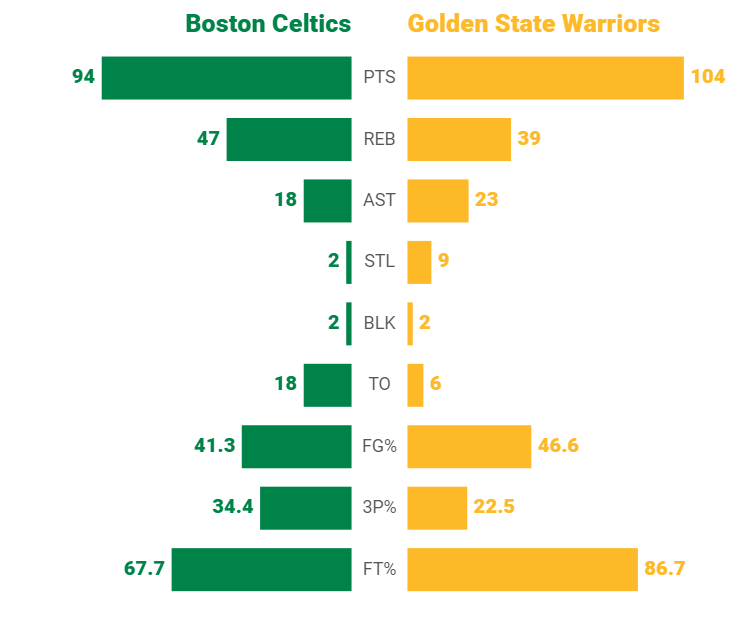 Boston Celtics Golden State Warriors
94 PTS 104
47 REB 39
18 AST 23
2 STL 9
2 BLK 2
18 TO 6
41.3 FG% 46.6
34.4 3P% 22.5
67.7 FT% 86.7